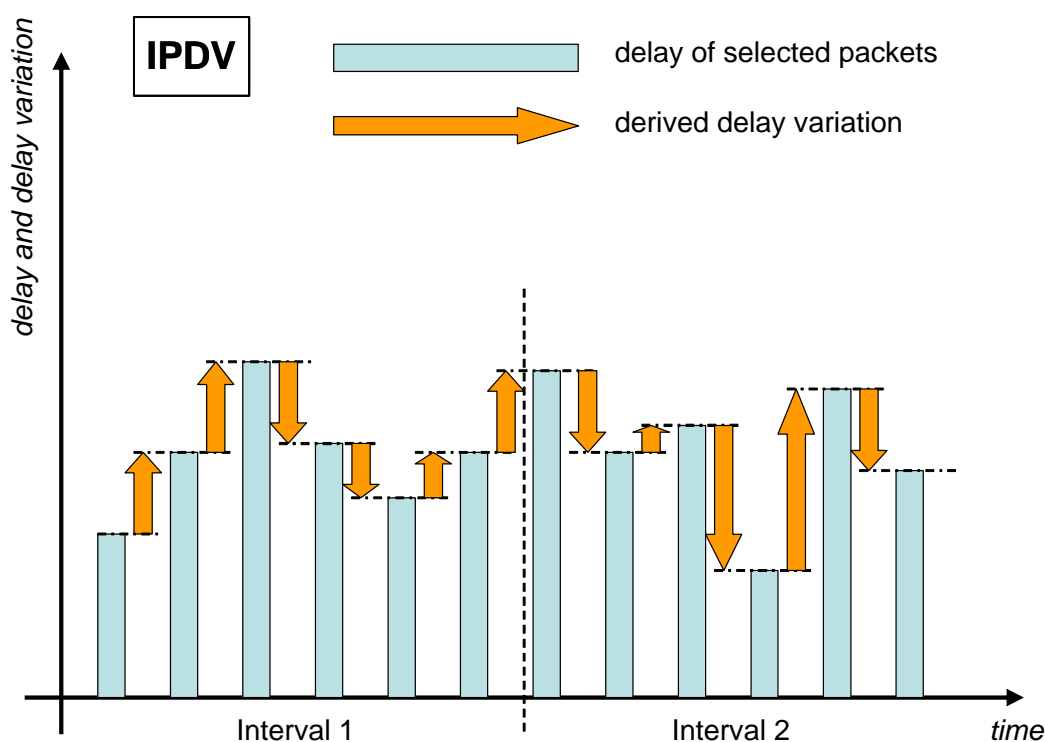 IPDV
delay of selected packets
derived delay variation
delay and delay variation
Interval 1
Interval 2
time